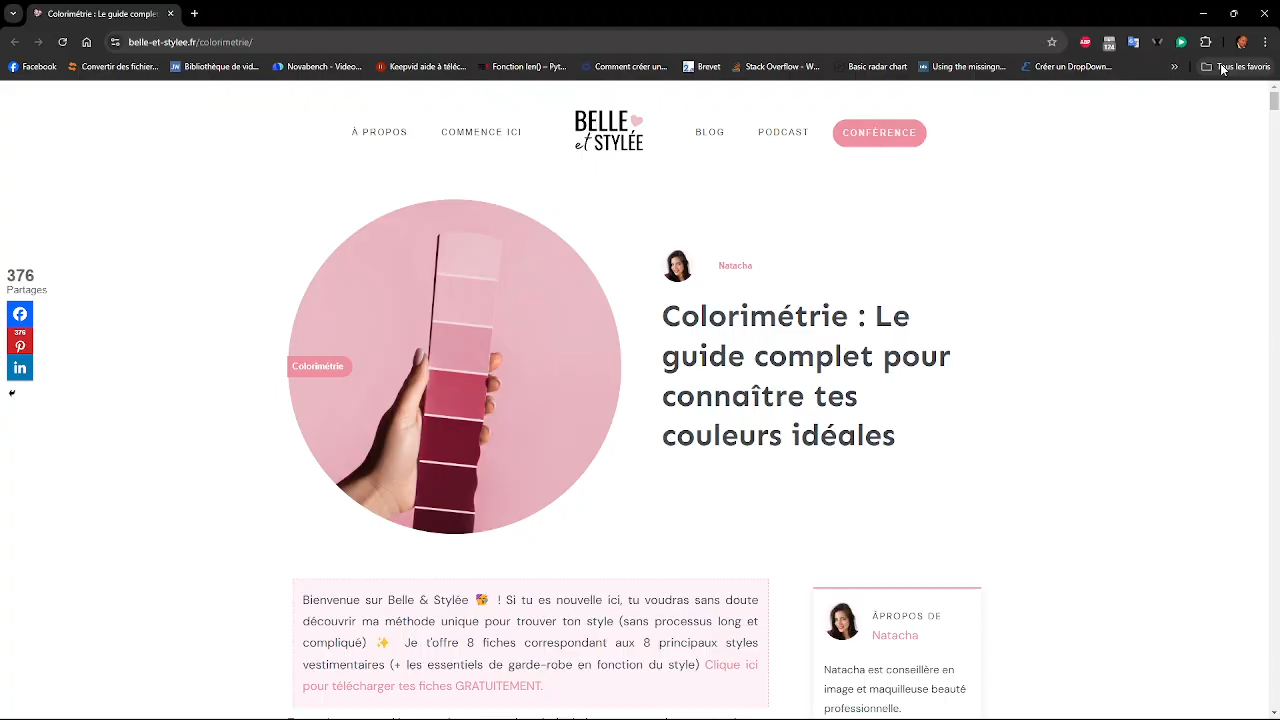 Colorimétrie : Le guide complet
belle-et-stylee.fr/colorimetrie/
ABP
124
Facebook
Convertir des fichier...
Bibliothèque de vid...
Novabench - Video...
Keepvid aide à téléc...
Fonction len() – Pyt...
Comment créer un...
Brevet
Stack Overflow - W...
Basic radar chart
Using the missingn...
Créer un DropDown...
»
Tous les favoris
À PROPOS
COMMENCE ICI
BELLE
et STYLÉE
BLOG
PODCAST
CONFÉRENCE
376
Partages
376
Colorimétrie
Natacha
Colorimétrie : Le
guide complet pour
connaître tes
couleurs idéales
Bienvenue sur Belle & Stylée 🥰 ! Si tu es nouvelle ici, tu voudras sans doute
découvrir ma méthode unique pour trouver ton style (sans processus long et
compliqué) ✨ Je t'offre 8 fiches correspondant aux 8 principaux styles
vestimentaires (+ les essentiels de garde-robe en fonction du style) Clique ici
pour télécharger tes fiches GRATUITEMENT.
ÀPROPOS DE
Natacha
Natacha est conseillère en
image et maquilleuse beauté
professionnelle.